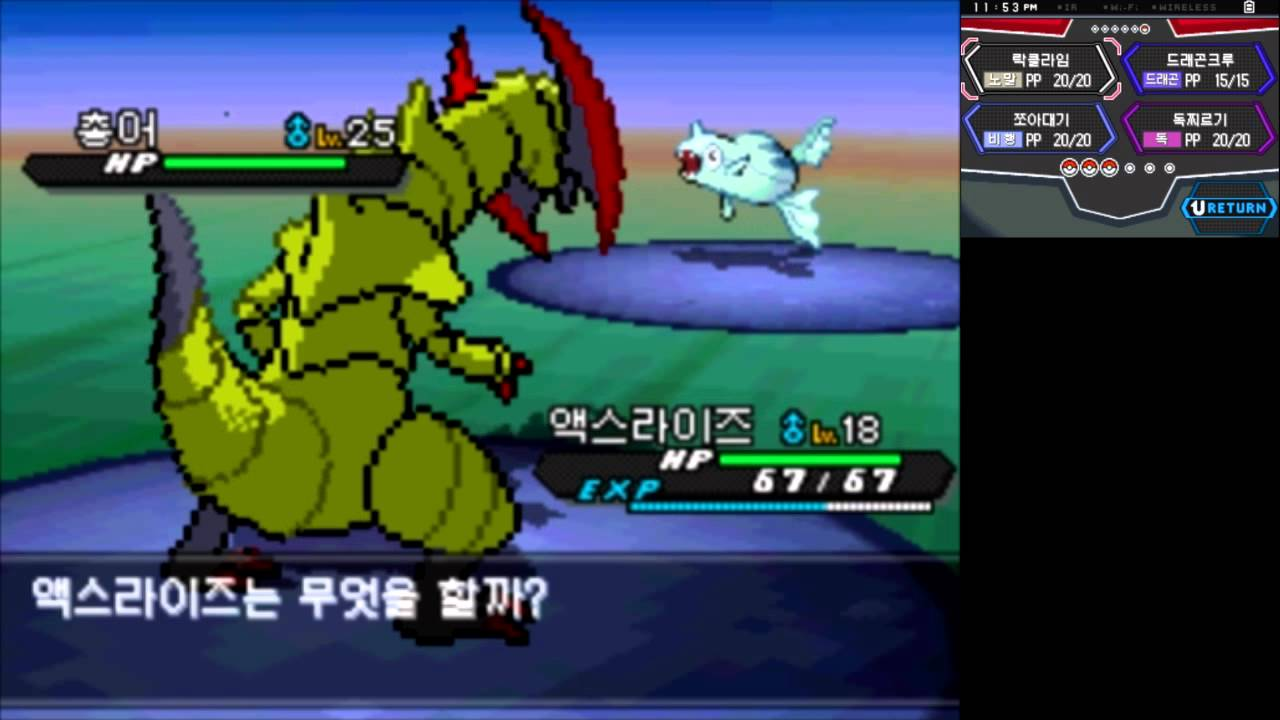 총어 ♂ Lv.25
HP
액스라이즈 ♂ Lv.18
HP
67/67
EXP
액스라이즈는 무엇을 할까?
11:53 PM IR Wi-Fi WIRELESS
락클라임
노말 PP 20/20
드래곤크루
드래곤 PP 15/15
쪼아대기
비행 PP 20/20
독찌르기
독 PP 20/20
RETURN